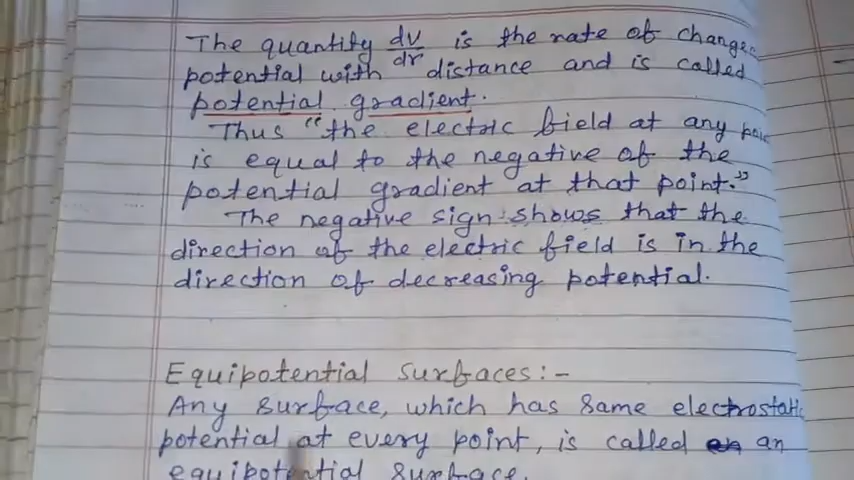 The quantity dv/dr is the rate of change
potential with distance and is called
potential gradient.
Thus "the electric field at any
is equal to the negative of the
potential gradient at that point."
The negative sign shows that the
direction of the electric field is in the
direction of decreasing potential.
Equipotential surfaces:-
Any surface, which has same electrostatic
potential at every point, is called an
equipotential surface.